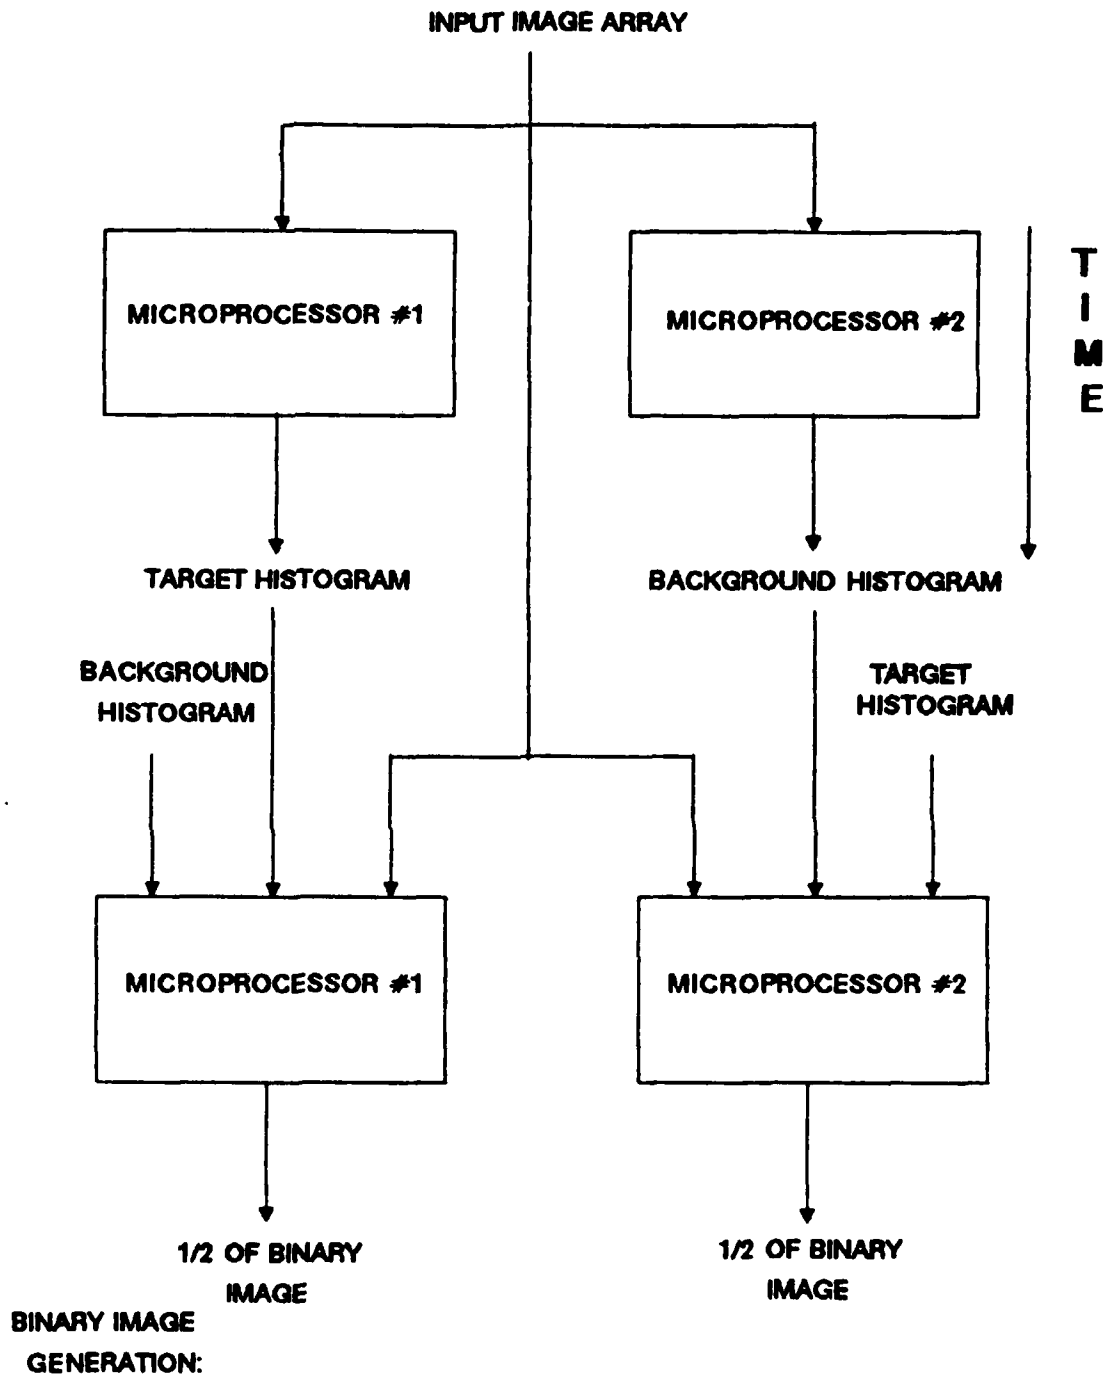 INPUT IMAGE ARRAY
MICROPROCESSOR #1
MICROPROCESSOR #2
T
I
M
E
TARGET HISTOGRAM
BACKGROUND HISTOGRAM
BACKGROUND
HISTOGRAM
TARGET
HISTOGRAM
MICROPROCESSOR #1
MICROPROCESSOR #2
1/2 OF BINARY
IMAGE
1/2 OF BINARY
IMAGE
BINARY IMAGE
GENERATION: